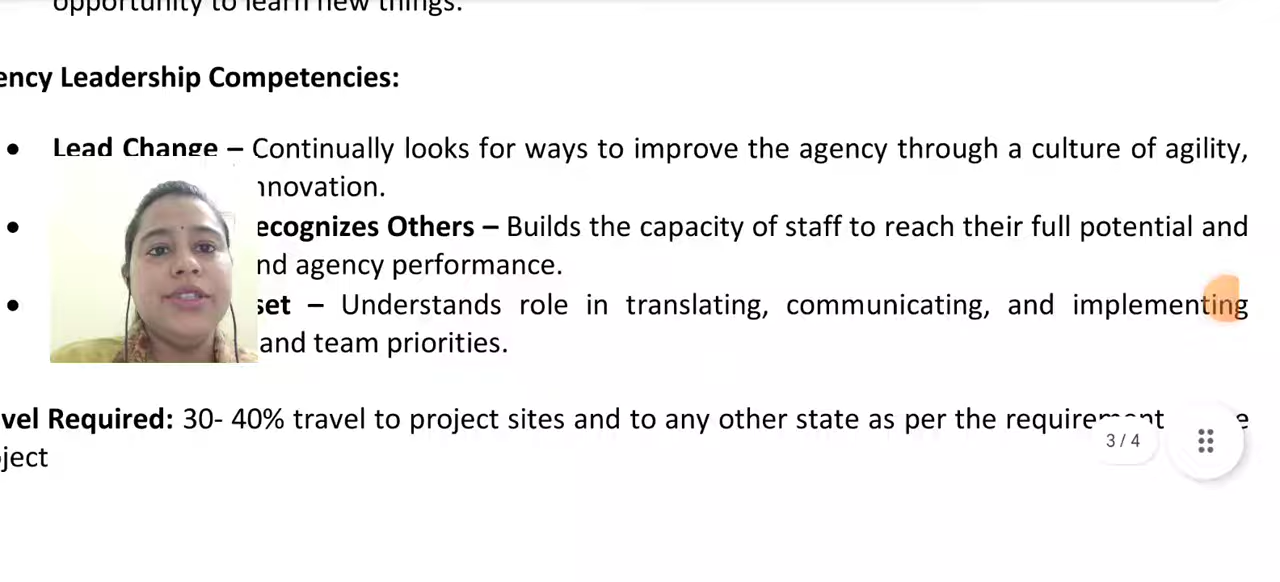 opportunity to learn new things.
ency Leadership Competencies:
• Lead Change – Continually looks for ways to improve the agency through a culture of agility,
nnovation.
• ecognizes Others – Builds the capacity of staff to reach their full potential and
nd agency performance.
• set – Understands role in translating, communicating, and implementing
and team priorities.
vel Required: 30- 40% travel to project sites and to any other state as per the requirement e
ject
3 / 4